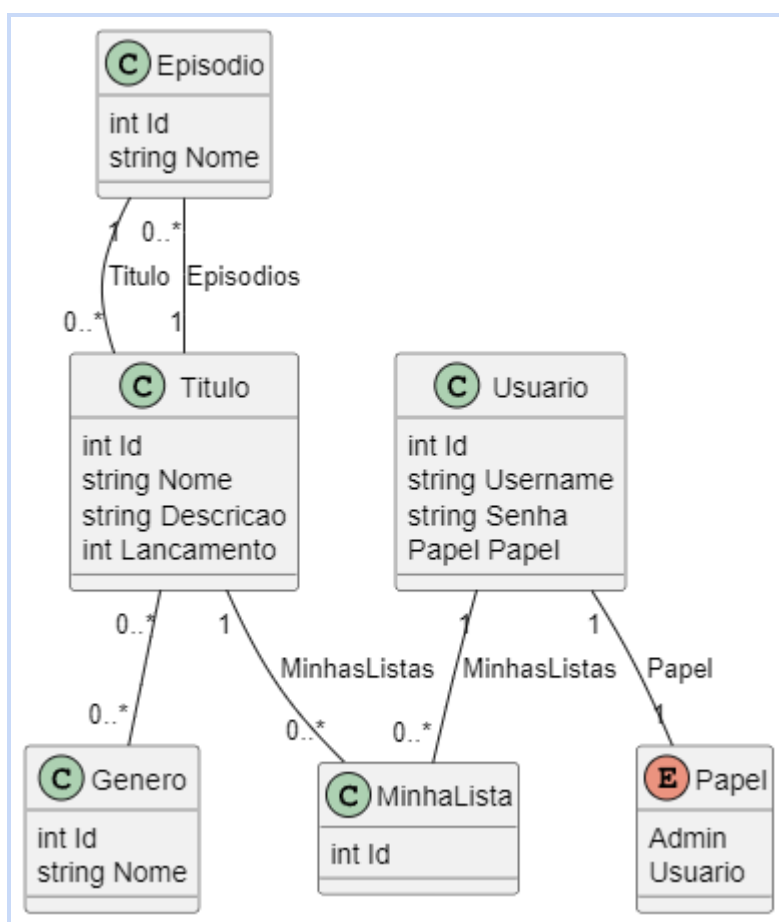 C Episodio
int Id
string Nome
1 0..*
Titulo Episodios
0..* 1
C Titulo
int Id
string Nome
string Descricao
int Lancamento
C Usuario
int Id
string Username
string Senha
Papel Papel
0..* 1 1 1
MinhasListas MinhasListas Papel
0..* 0..* 0..* 1
C Genero
int Id
string Nome
C MinhaLista
int Id
E Papel
Admin
Usuario